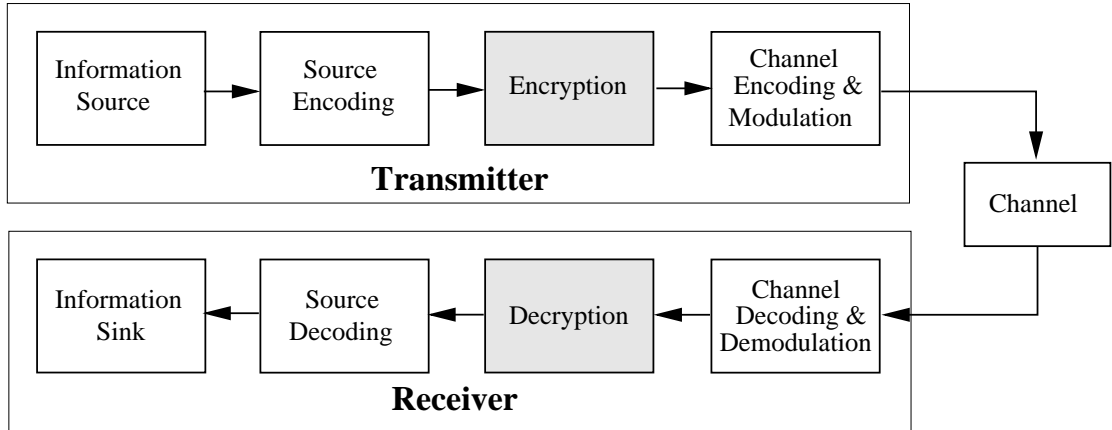 Information
Source
Source
Encoding
Encryption
Channel
Encoding &
Modulation
Transmitter
Channel
Information
Sink
Source
Decoding
Decryption
Channel
Decoding &
Demodulation
Receiver